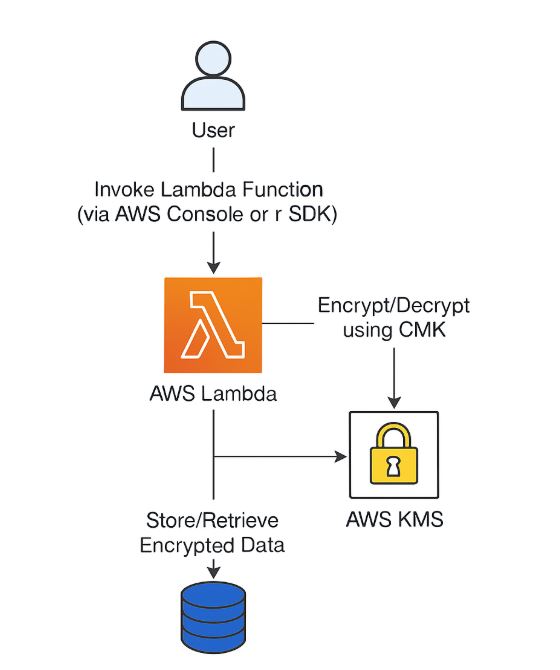 User
Invoke Lambda Function
(via AWS Console or r SDK)
Encrypt/Decrypt
using CMK
AWS Lambda
AWS KMS
Store/Retrieve
Encrypted Data